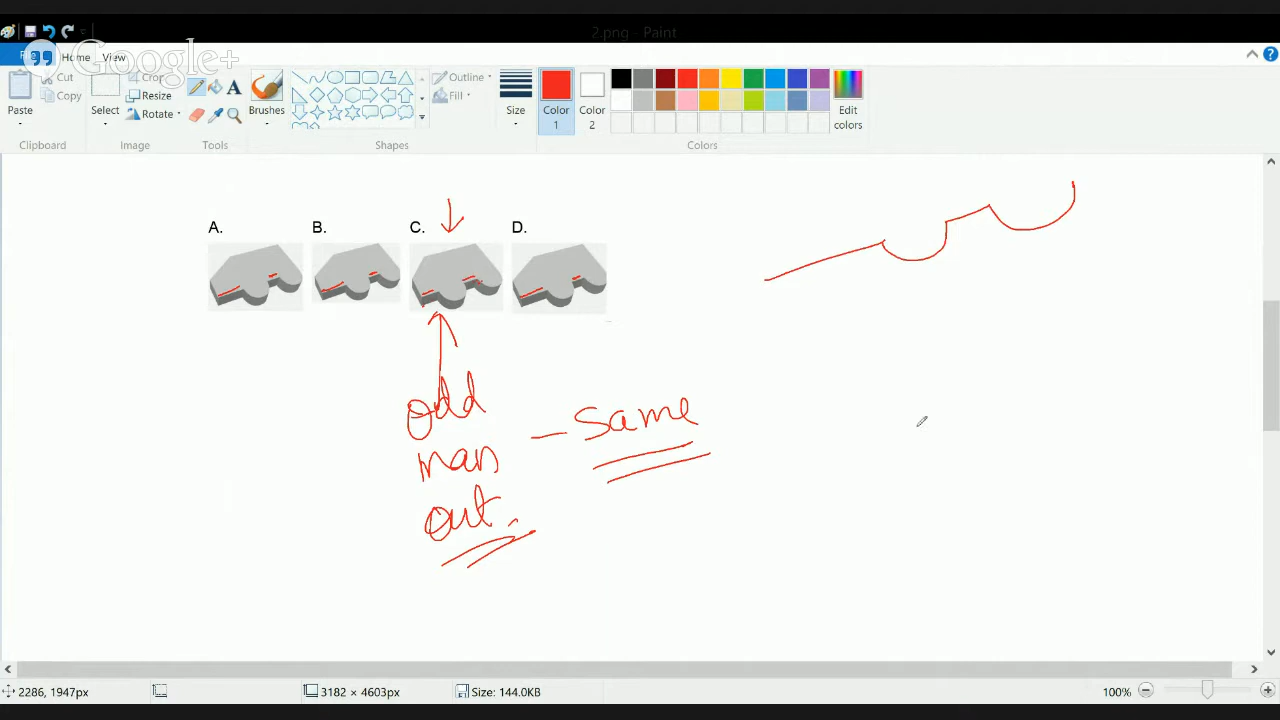 2.png - Paint
Google+
File Home View
Paste
Cut
Copy
Clipboard
Select
Crop
Resize
Rotate
Image
Tools
Brushes
Shapes
Outline
Fill
Size
Color 1
Color 2
Edit colors
Colors
A. B. C. D.
Odd
man
out.
– Same
2286, 1947px
3182 × 4603px
Size: 144.0KB
100%